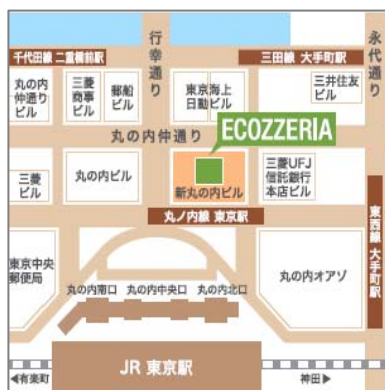 行幸通り
永代通り
千代田線 二重橋前駅
三田線 大手町駅
丸の内
仲通り
ビル
三菱
商事
ビル
郵船
ビル
東京海上
日動ビル
三井住友
ビル
丸の内仲通り
ECOZZERIA
三菱
ビル
丸の内ビル
新丸の内ビル
三菱UFJ
信託銀行
本店ビル
丸ノ内線 東京駅
東西線 大手町駅
東京中央
郵便局
丸の内南口
丸の内中央口
丸の内北口
丸の内オアゾ
JR 東京駅
◀有楽町
神田▶